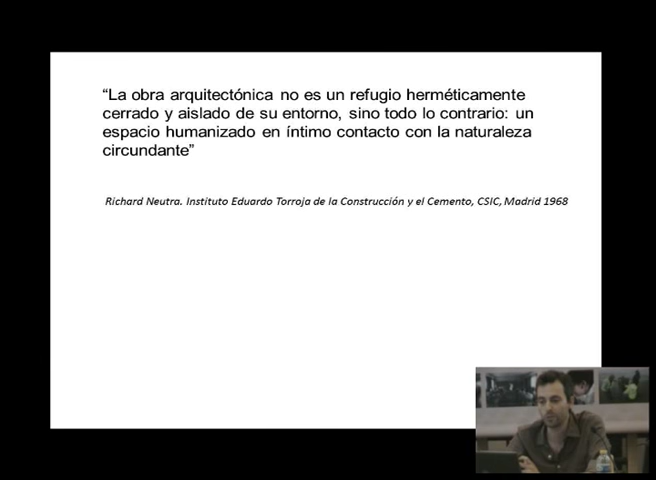 “La obra arquitectónica no es un refugio herméticamente
cerrado y aislado de su entorno, sino todo lo contrario: un
espacio humanizado en íntimo contacto con la naturaleza
circundante”
Richard Neutra. Instituto Eduardo Torroja de la Construcción y el Cemento, CSIC, Madrid 1968